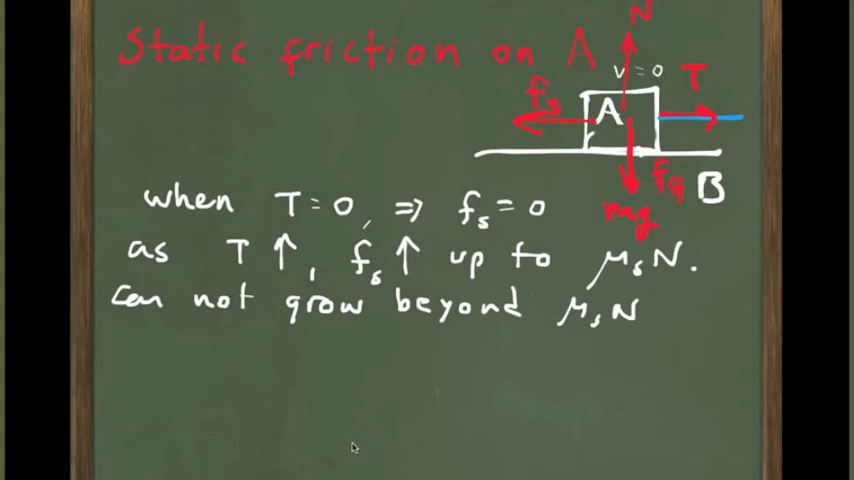 Static friction on A
N
v = 0
T
fs
A
fg
B
mg
when T = 0, ⇒ fs = 0
as T ↑, fs ↑ up to μsN.
can not grow beyond μsN